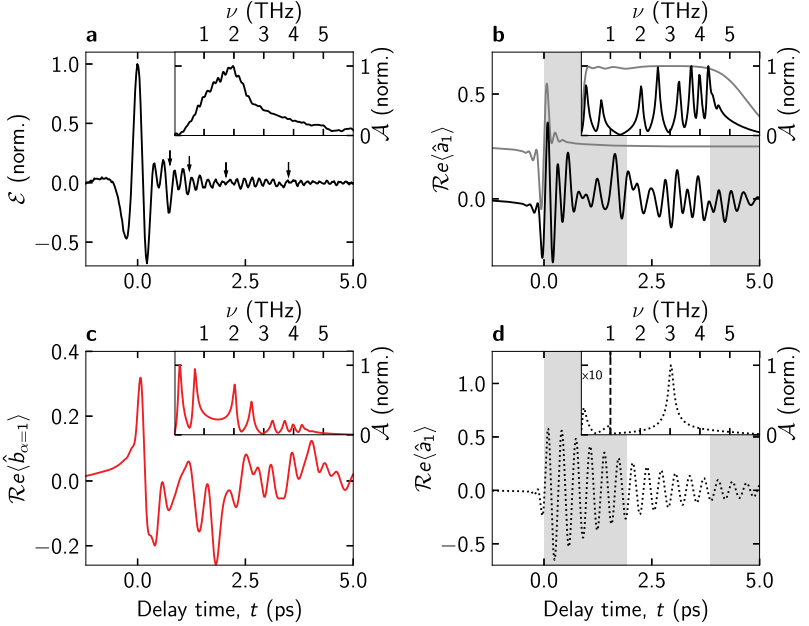 ν (THz)
a
1 2 3 4 5
1.0
0.5
0.0
−0.5
ℰ (norm.)
1
0
𝒜 (norm.)
0.0 2.5 5.0
ν (THz)
b
1 2 3 4 5
0.5
0.0
ℛe⟨â₁⟩
1
0
𝒜 (norm.)
0.0 2.5 5.0
ν (THz)
c
1 2 3 4 5
0.4
0.2
0.0
−0.2
ℛe⟨b̂α=1⟩
1
0
𝒜 (norm.)
0.0 2.5 5.0
Delay time, t (ps)
ν (THz)
d
1 2 3 4 5
1.0
0.5
0.0
−0.5
ℛe⟨â₁⟩
×10
1
0
𝒜 (norm.)
0.0 2.5 5.0
Delay time, t (ps)